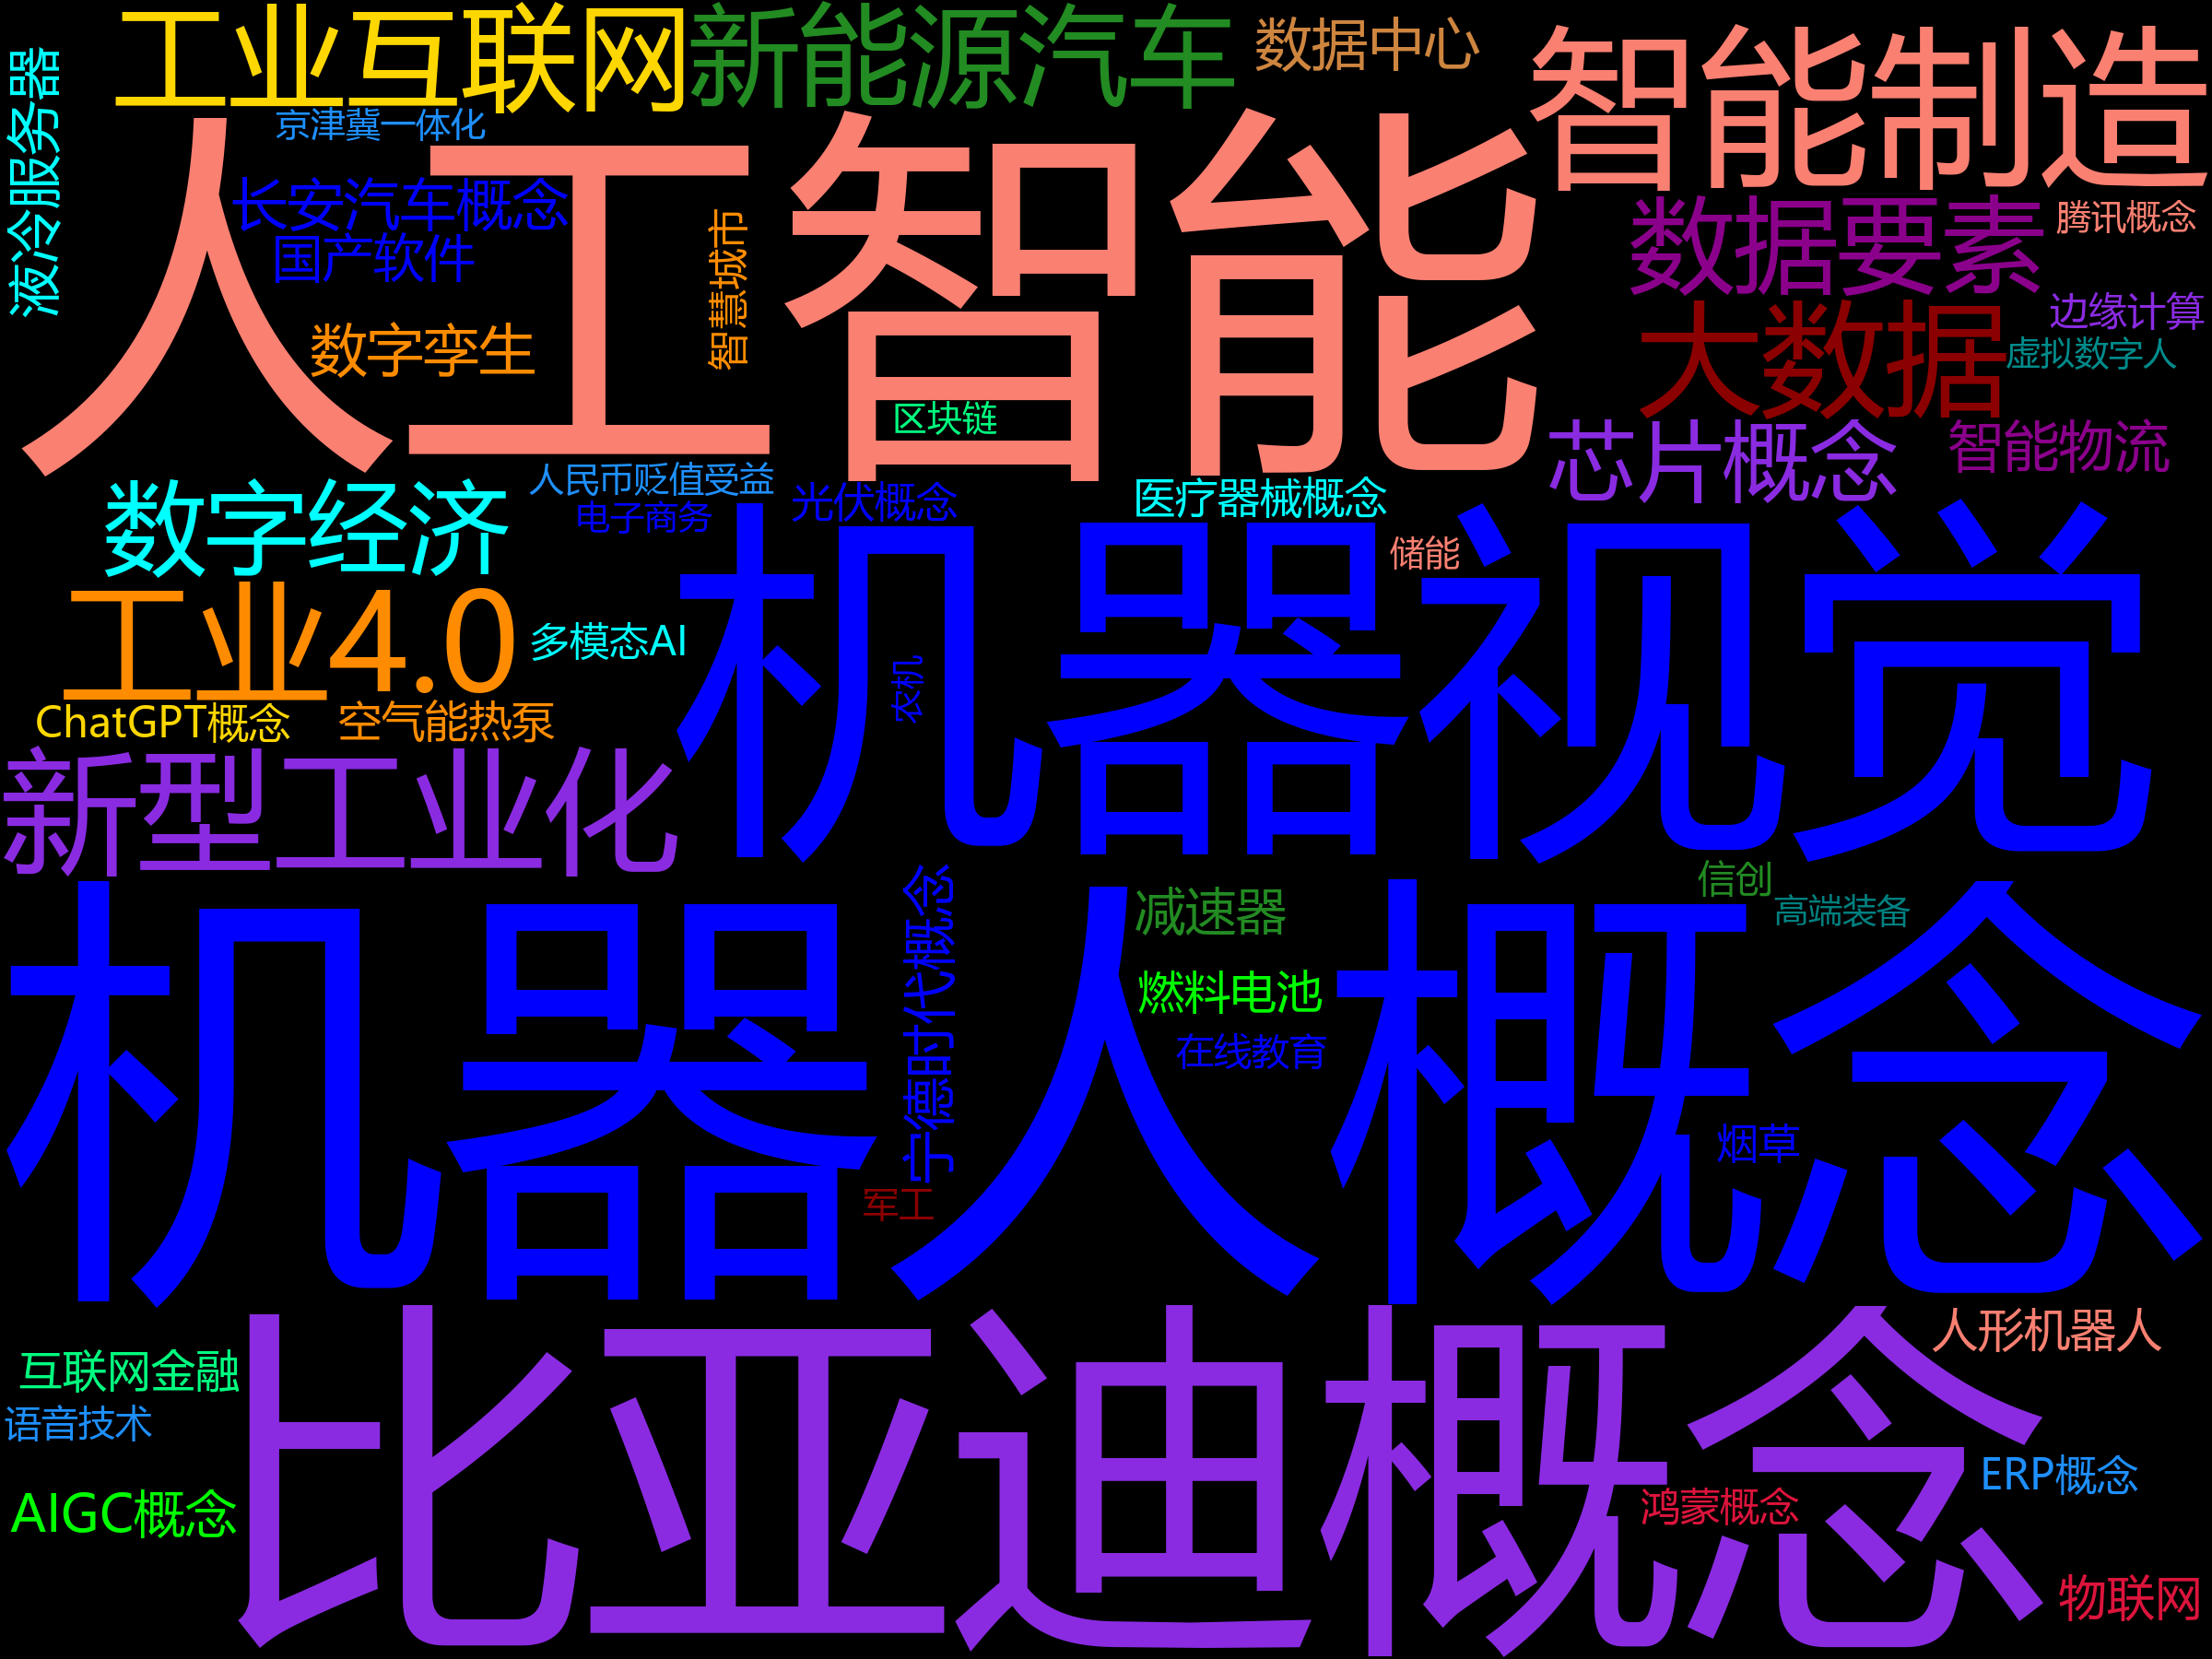 工业互联网
新能源汽车
数据中心
智能制造
液冷服务器
京津冀一体化
人工智能
长安汽车概念
国产软件
智慧城市
数据要素
腾讯概念
数字孪生
大数据
边缘计算
虚拟数字人
区块链
芯片概念
智能物流
人民币贬值受益
光伏概念
医疗器械概念
数字经济
电子商务
机器视觉
储能
工业4.0
多模态AI
农机
ChatGPT概念
空气能热泵
新型工业化
机器人概念
宁德时代概念
减速器
信创
高端装备
燃料电池
在线教育
烟草
军工
比亚迪概念
人形机器人
互联网金融
语音技术
ERP概念
AIGC概念
鸿蒙概念
物联网